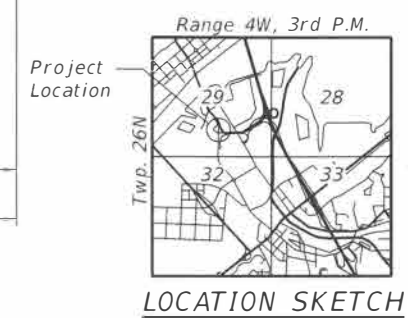 Range 4W, 3rd P.M.
Project
Location
Twp. 26N
29
28
32
33
LOCATION SKETCH